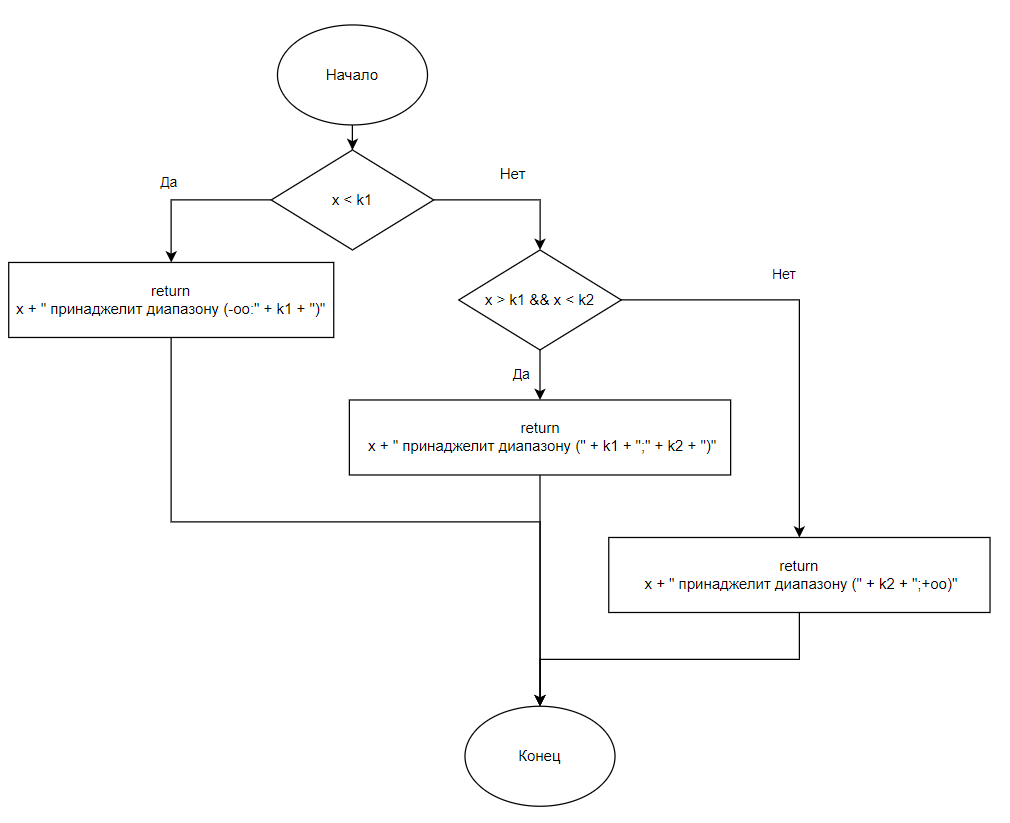 Начало
Да
x < k1
Нет
return
x + " принаджелит диапазону (-oo:" + k1 + ")"
x > k1 && x < k2
Нет
Да
return
x + " принаджелит диапазону (" + k1 + ";" + k2 + ")"
return
x + " принаджелит диапазону (" + k2 + ";+oo)"
Конец